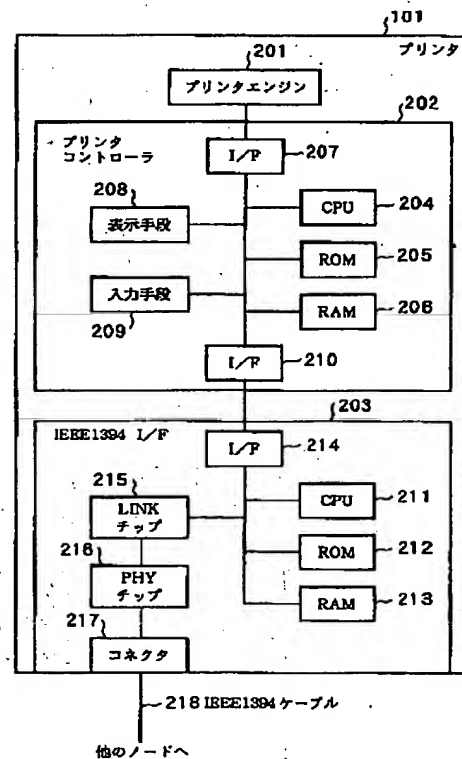 101
プリンタ
201
プリンタエンジン
202
プリンタ
コントローラ
I/F
207
208
表示手段
CPU
204
ROM
205
入力手段
209
RAM
206
I/F
210
203
IEEE1394 I/F
I/F
214
215
LINK
チップ
CPU
211
216
PHY
チップ
ROM
212
217
コネクタ
RAM
213
218 IEEE1394 ケーブル
他のノードへ